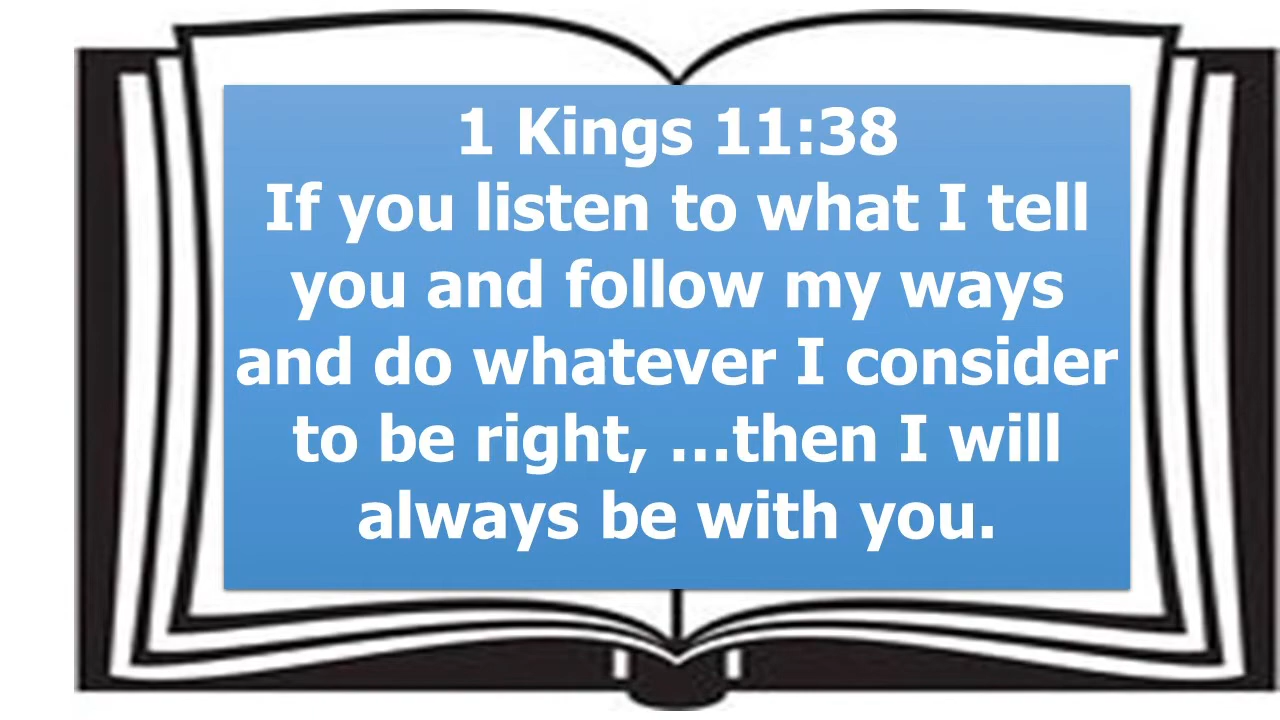 1 Kings 11:38
If you listen to what I tell
you and follow my ways
and do whatever I consider
to be right, ...then I will
always be with you.